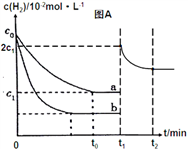 c(H₂)/10⁻²mol·L⁻¹ 图A
c₀
2c₁
c₁
a
b
0 t₀ t₁ t₂ t/min